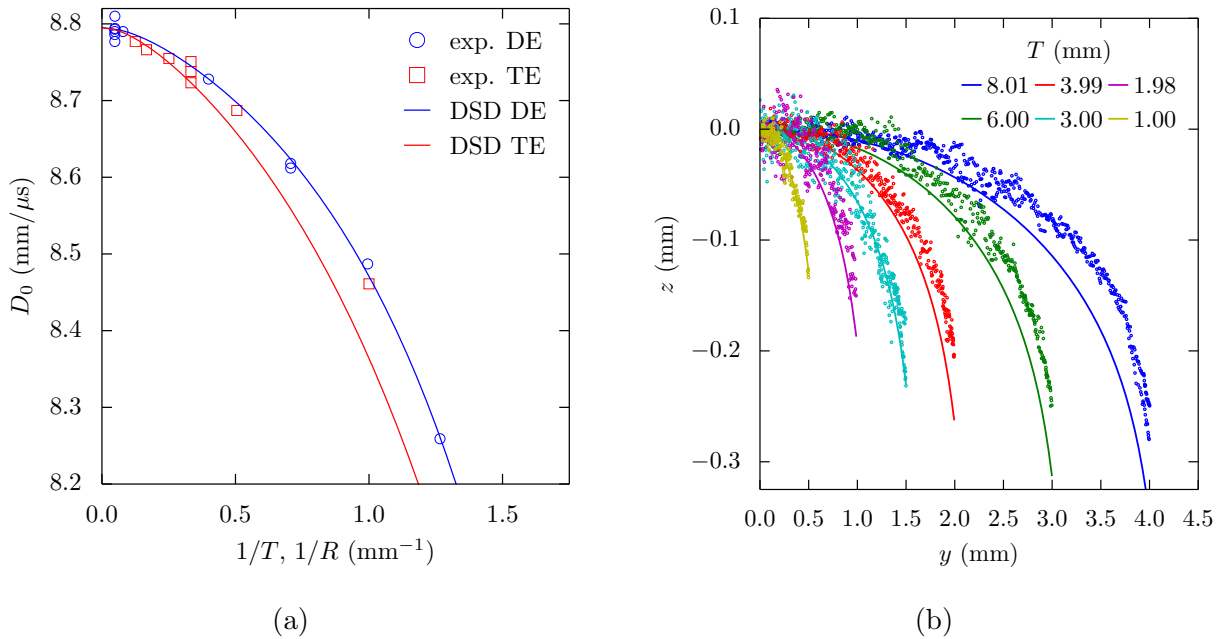 8.8
8.7
8.6
8.5
8.4
8.3
8.2
D₀ (mm/μs)
exp. DE
exp. TE
DSD DE
DSD TE
0.0 0.5 1.0 1.5
1/T, 1/R (mm⁻¹)
(a)
0.1
0.0
−0.1
−0.2
−0.3
z (mm)
T (mm)
8.01 3.99 1.98
6.00 3.00 1.00
0.0 0.5 1.0 1.5 2.0 2.5 3.0 3.5 4.0 4.5
y (mm)
(b)